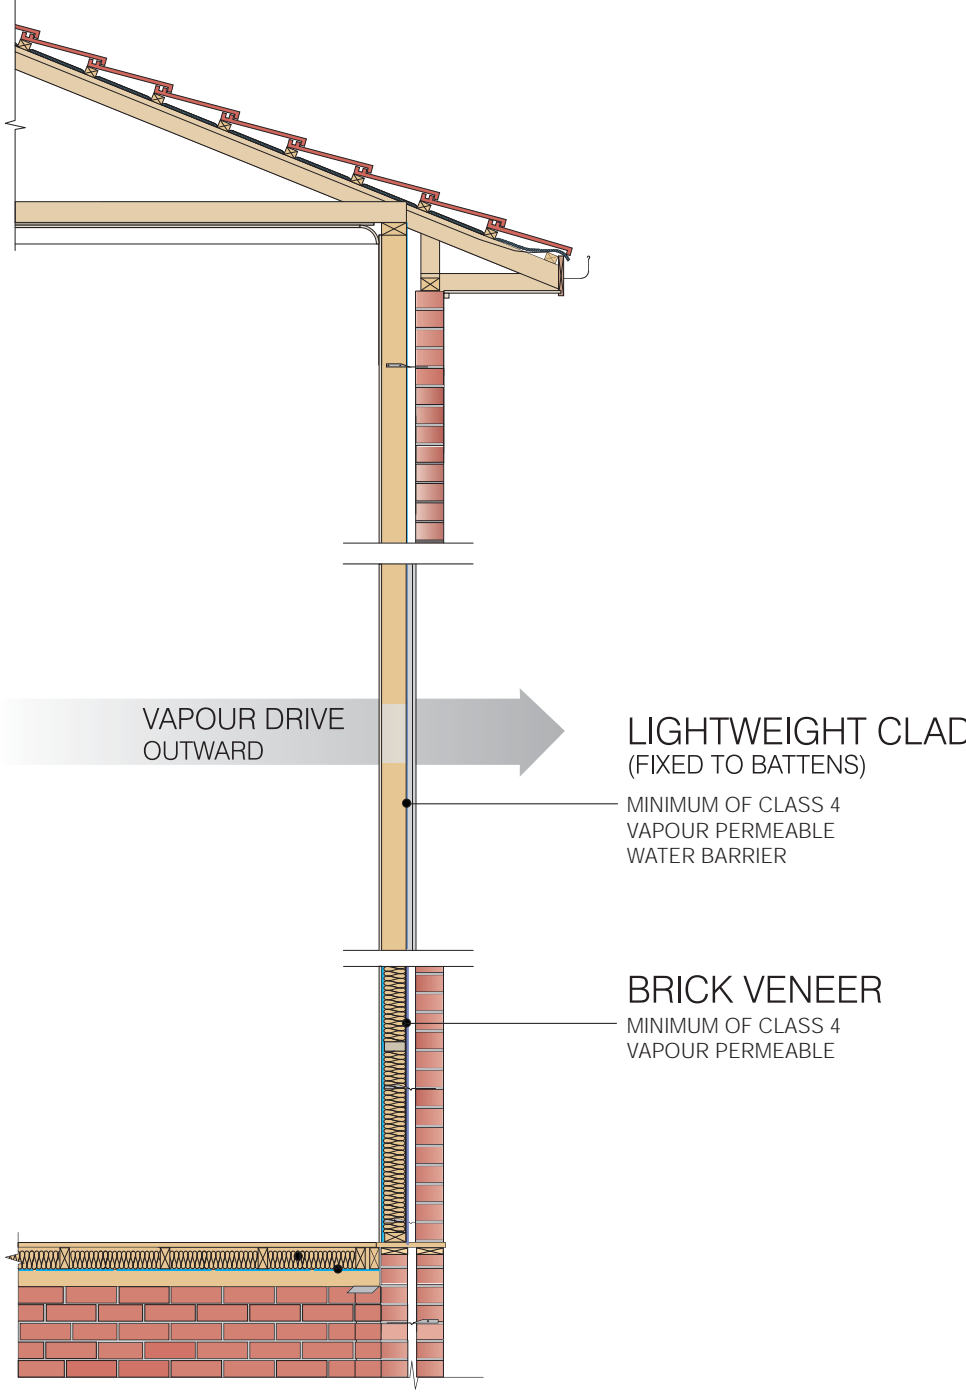 VAPOUR DRIVE
OUTWARD
LIGHTWEIGHT CLAD
(FIXED TO BATTENS)
MINIMUM OF CLASS 4
VAPOUR PERMEABLE
WATER BARRIER
BRICK VENEER
MINIMUM OF CLASS 4
VAPOUR PERMEABLE